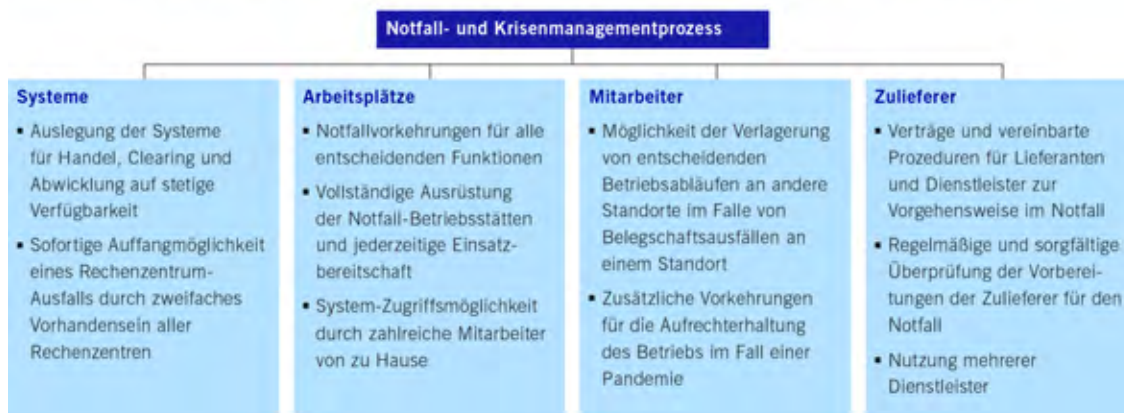 Notfall- und Krisenmanagementprozess
Systeme
▪ Auslegung der Systeme
für Handel, Clearing und
Abwicklung auf stetige
Verfügbarkeit
▪ Sofortige Auffangmöglichkeit
eines Rechenzentrum-
Ausfalls durch zweifaches
Vorhandensein aller
Rechenzentren
Arbeitsplätze
▪ Notfallvorkehrungen für alle
entscheidenden Funktionen
▪ Vollständige Ausrüstung
der Notfall-Betriebsstätten
und jederzeitige Einsatz-
bereitschaft
▪ System-Zugriffsmöglichkeit
durch zahlreiche Mitarbeiter
von zu Hause
Mitarbeiter
▪ Möglichkeit der Verlagerung
von entscheidenden
Betriebsabläufen an andere
Standorte im Falle von
Belegschaftsausfällen an
einem Standort
▪ Zusätzliche Vorkehrungen
für die Aufrechterhaltung
des Betriebs im Fall einer
Pandemie
Zulieferer
▪ Verträge und vereinbarte
Prozeduren für Lieferanten
und Dienstleister zur
Vorgehensweise im Notfall
▪ Regelmäßige und sorgfältige
Überprüfung der Vorberei-
tungen der Zulieferer für den
Notfall
▪ Nutzung mehrerer
Dienstleister